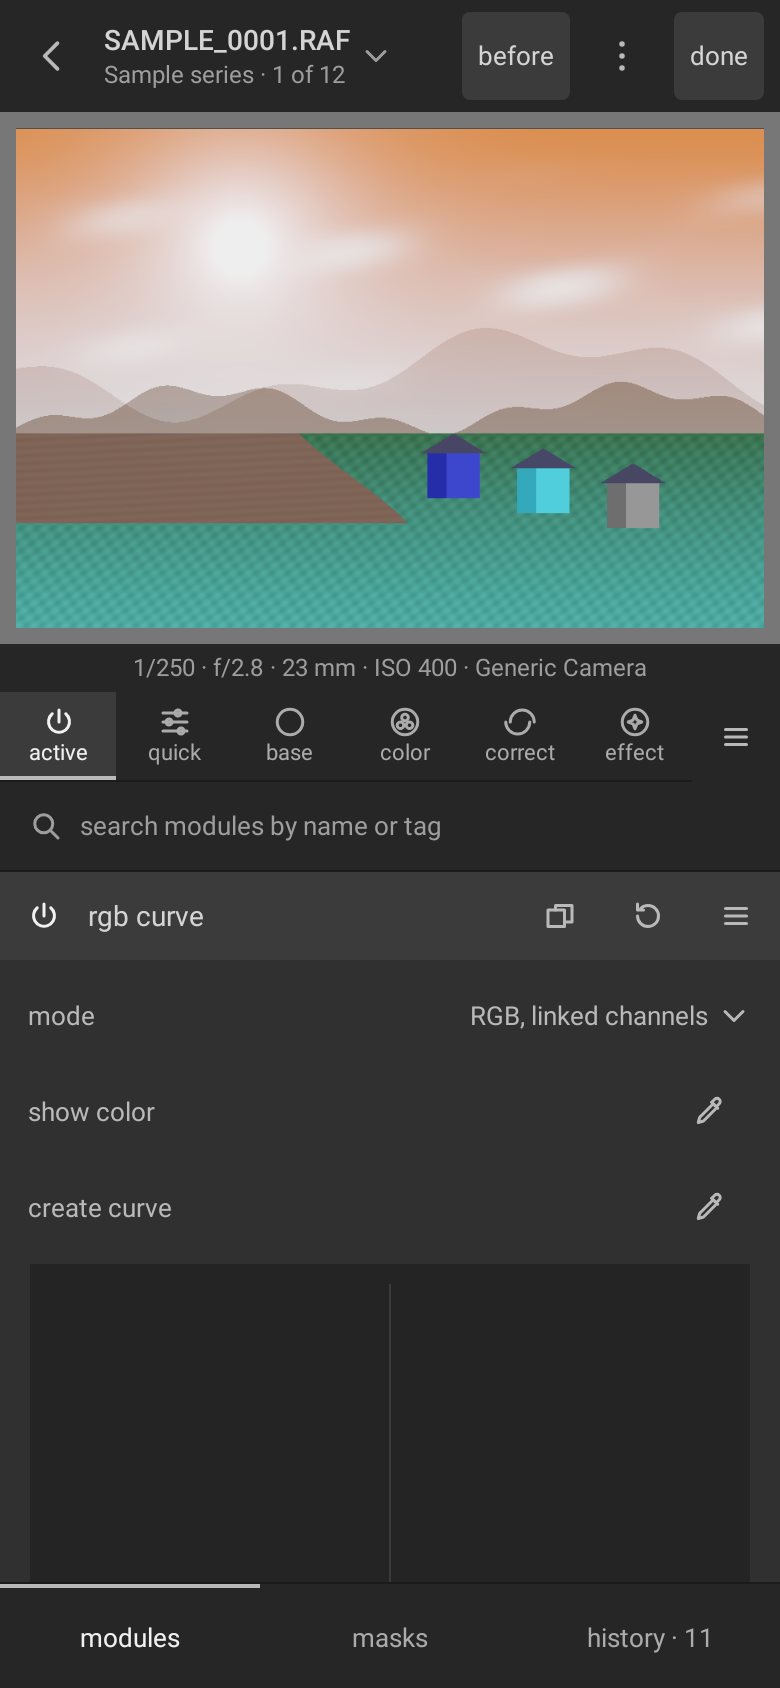 SAMPLE_0001.RAF
Sample series · 1 of 12
before
done
1/250 · f/2.8 · 23 mm · ISO 400 · Generic Camera
active
quick
base
color
correct
effect
search modules by name or tag
rgb curve
mode
RGB, linked channels
show color
create curve
modules
masks
history · 11